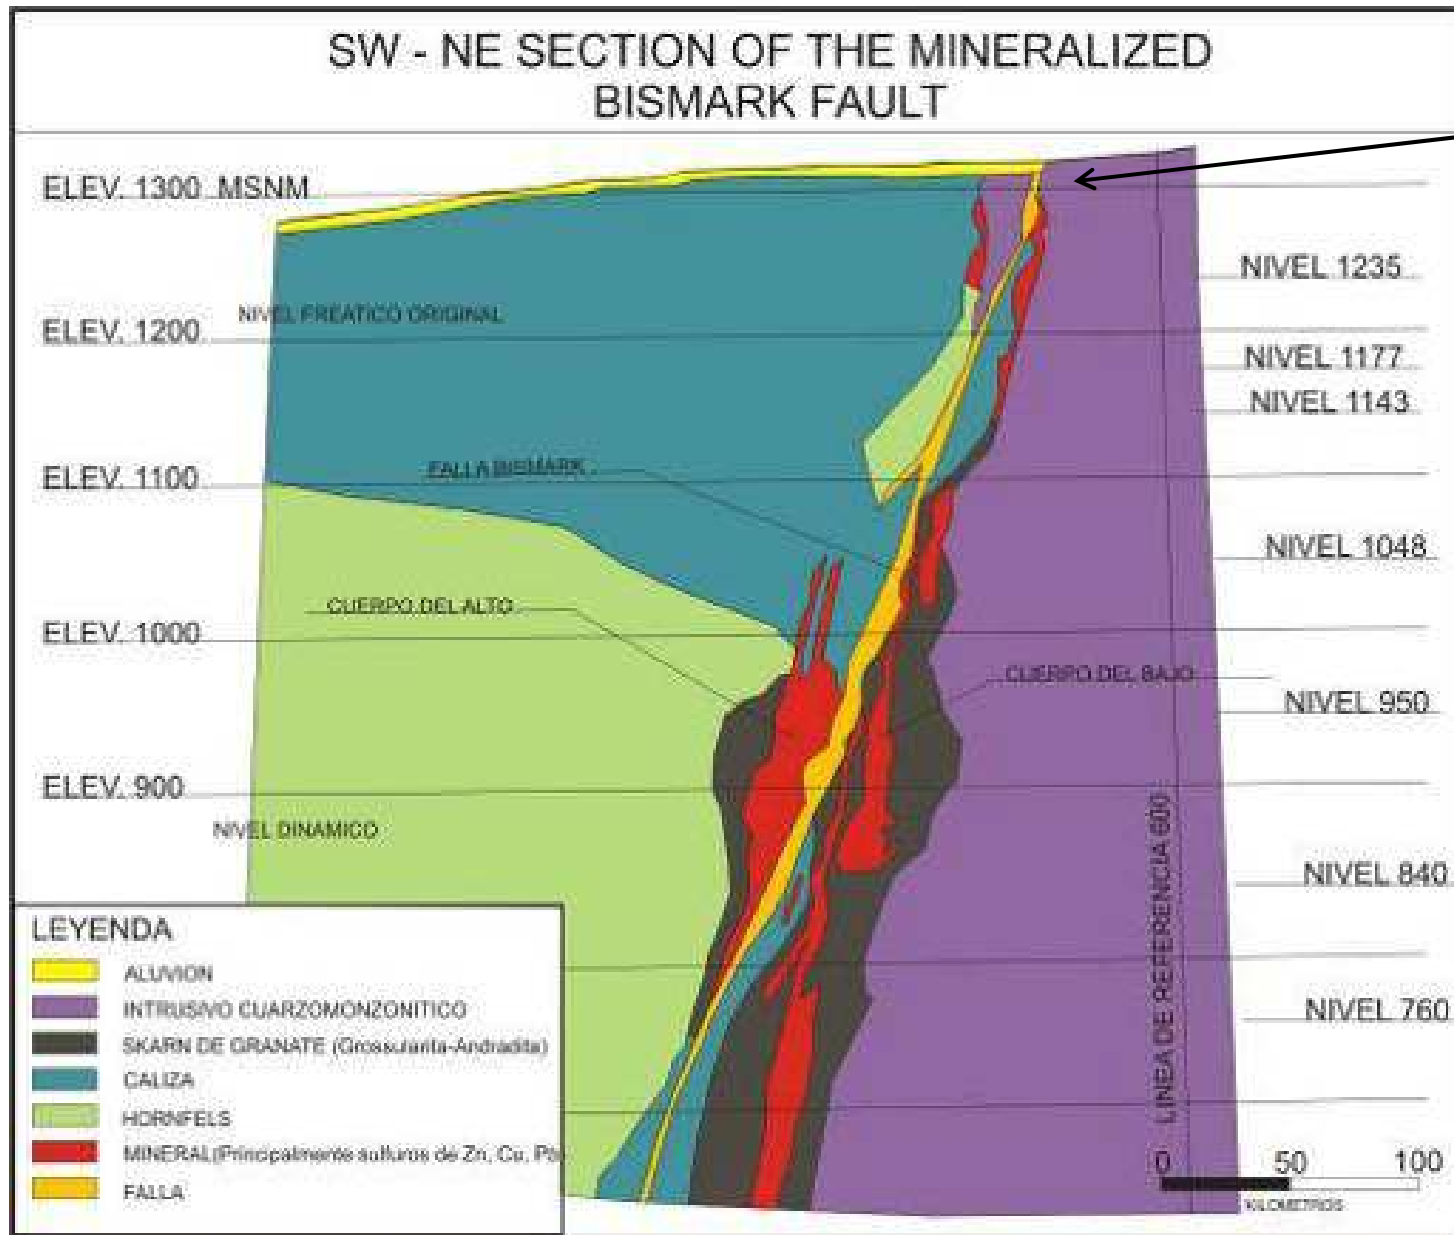 SW - NE SECTION OF THE MINERALIZED
BISMARK FAULT
ELEV. 1300 MSNM
NIVEL 1235
NIVEL FREATICO ORIGINAL
ELEV. 1200
NIVEL 1177
NIVEL 1143
FALLA BISMARK
ELEV. 1100
NIVEL 1048
CUERPO DEL ALTO
ELEV. 1000
CUERPO DEL BAJO
NIVEL 950
ELEV. 900
NIVEL DINAMICO
LINEA DE REFERENCIA 600
NIVEL 840
NIVEL 760
LEYENDA
ALUVION
INTRUSIVO CUARZOMONZONITICO
SKARN DE GRANATE (Grossularita-Andradita)
CALIZA
HORNFELS
MINERAL(Principalmente sulfuros de Zn, Cu, Pb)
FALLA
0 50 100
KILOMETROS